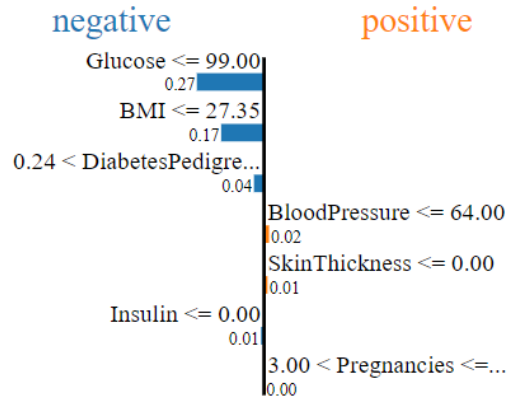 negative positive
Glucose <= 99.00
0.27
BMI <= 27.35
0.17
0.24 < DiabetesPedigre...
0.04
BloodPressure <= 64.00
0.02
SkinThickness <= 0.00
0.01
Insulin <= 0.00
0.01
3.00 < Pregnancies <=...
0.00